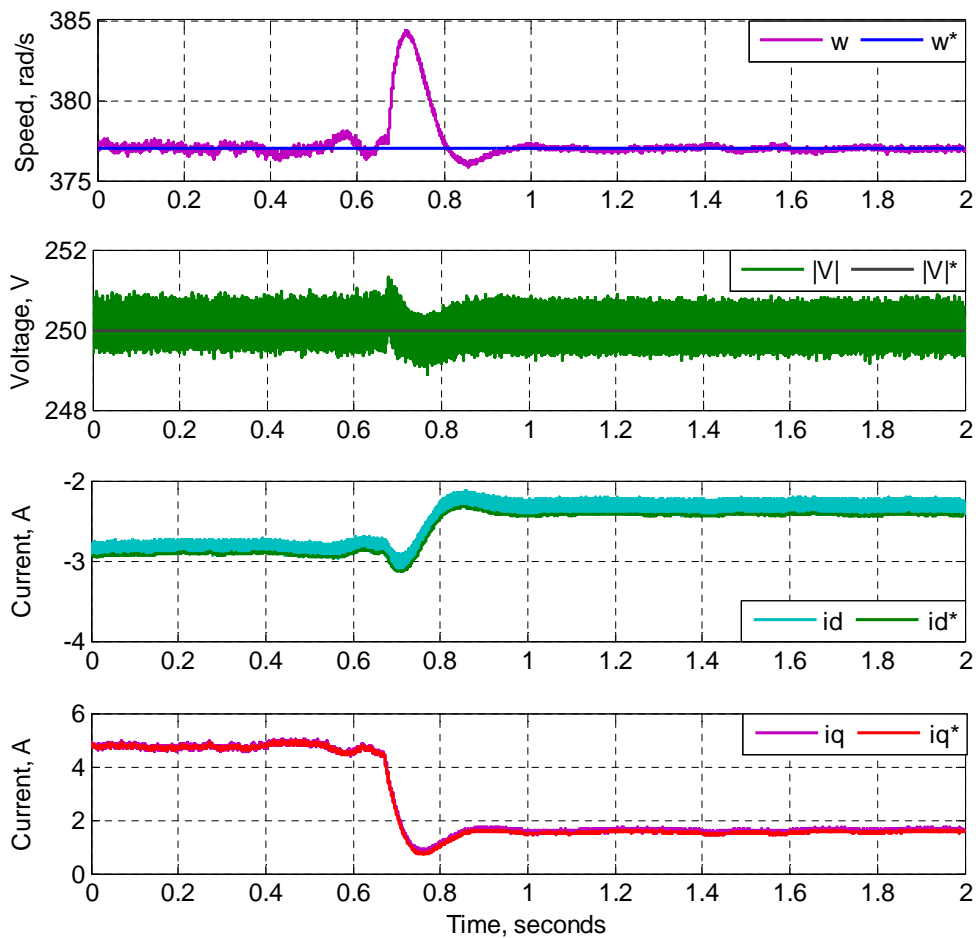 385
380
375
Speed, rad/s
w w*
0 0.2 0.4 0.6 0.8 1 1.2 1.4 1.6 1.8 2
252
250
248
Voltage, V
|V| |V|*
0 0.2 0.4 0.6 0.8 1 1.2 1.4 1.6 1.8 2
-2
-3
-4
Current, A
id id*
0 0.2 0.4 0.6 0.8 1 1.2 1.4 1.6 1.8 2
6
4
2
0
Current, A
iq iq*
0 0.2 0.4 0.6 0.8 1 1.2 1.4 1.6 1.8 2
Time, seconds